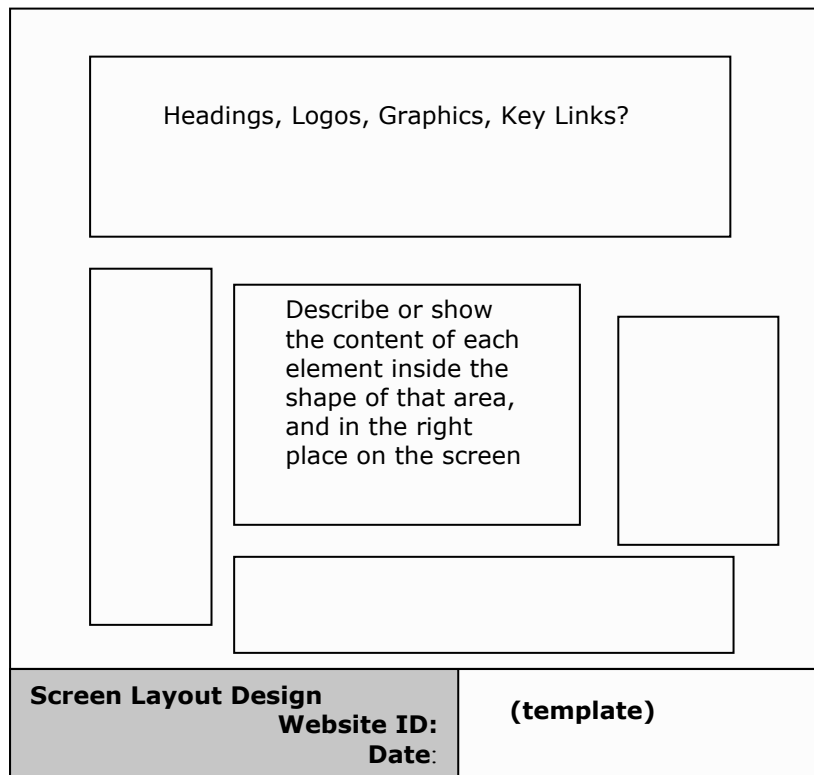 Headings, Logos, Graphics, Key Links?
Describe or show
the content of each
element inside the
shape of that area,
and in the right
place on the screen
Screen Layout Design
Website ID:
Date:
(template)